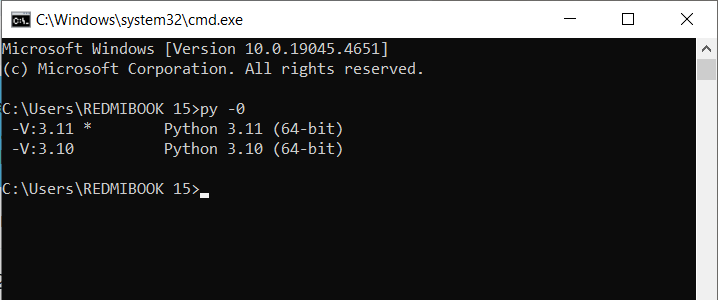 C:\Windows\system32\cmd.exe
Microsoft Windows [Version 10.0.19045.4651]
(c) Microsoft Corporation. All rights reserved.
C:\Users\REDMIBOOK 15>py -0
 -V:3.11 *        Python 3.11 (64-bit)
 -V:3.10          Python 3.10 (64-bit)
C:\Users\REDMIBOOK 15>